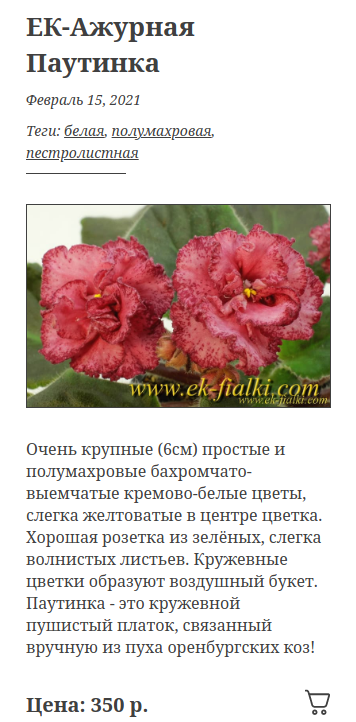 ЕК-Ажурная
Паутинка
Февраль 15, 2021
Теги: белая, полумахровая,
пестролистная
www.ek-fialki.com
www.ek-fialki.com
Очень крупные (6см) простые и
полумахровые бахромчато-
выемчатые кремово-белые цветы,
слегка желтоватые в центре цветка.
Хорошая розетка из зелёных, слегка
волнистых листьев. Кружевные
цветки образуют воздушный букет.
Паутинка - это кружевной
пушистый платок, связанный
вручную из пуха оренбургских коз!
Цена: 350 р.